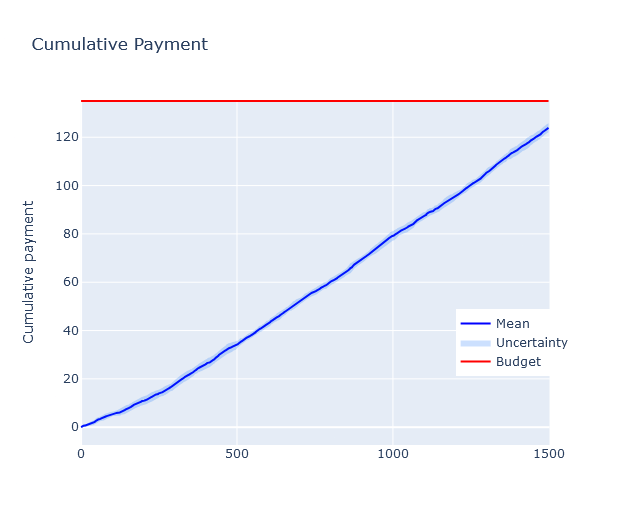 Cumulative Payment
Cumulative payment
120
100
80
60
40
20
0
0 500 1000 1500
Mean
Uncertainty
Budget